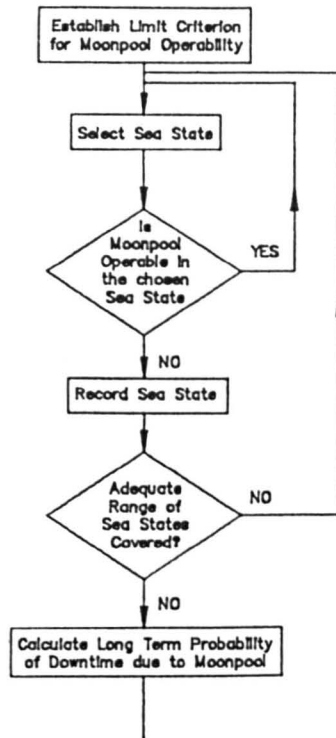 Establish Limit Criterion
for Moonpool Operability
Select Sea State
Is
Moonpool
Operable in
the chosen
Sea State
YES
NO
Record Sea State
Adequate
Range of
Sea States
Covered?
NO
NO
Calculate Long Term Probability
of Downtime due to Moonpool